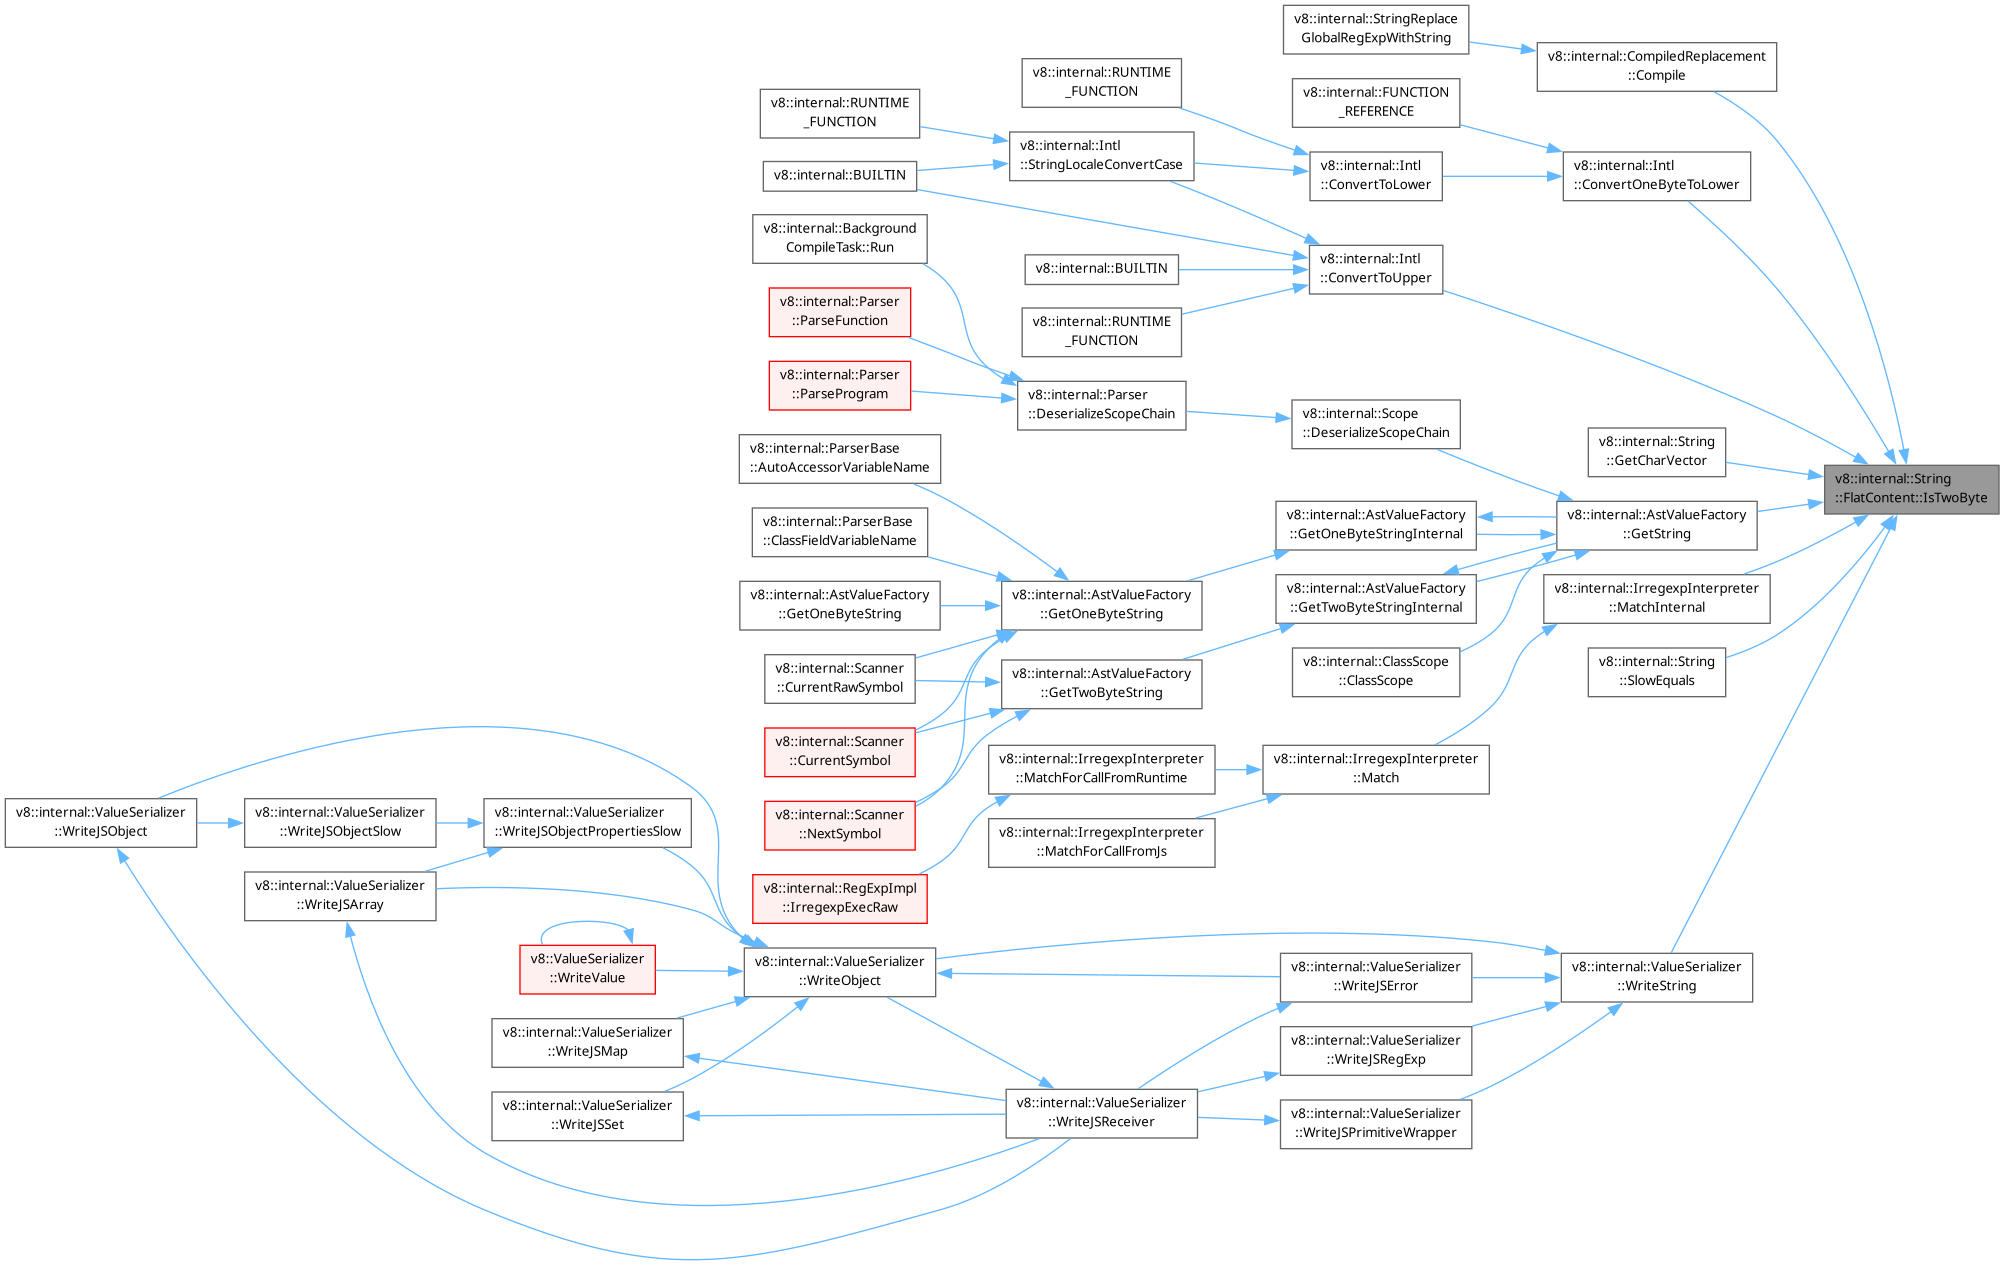 v8::internal::StringReplace
GlobalRegExpWithString
v8::internal::CompiledReplacement
::Compile
v8::internal::RUNTIME
_FUNCTION
v8::internal::FUNCTION
_REFERENCE
v8::internal::RUNTIME
_FUNCTION
v8::internal::Intl
::StringLocaleConvertCase
v8::internal::Intl
::ConvertToLower
v8::internal::Intl
::ConvertOneByteToLower
v8::internal::BUILTIN
v8::internal::Background
CompileTask::Run
v8::internal::BUILTIN
v8::internal::Intl
::ConvertToUpper
v8::internal::Parser
::ParseFunction
v8::internal::RUNTIME
_FUNCTION
v8::internal::Parser
::ParseProgram
v8::internal::Parser
::DeserializeScopeChain
v8::internal::Scope
::DeserializeScopeChain
v8::internal::String
::GetCharVector
v8::internal::ParserBase
::AutoAccessorVariableName
v8::internal::String
::FlatContent::IsTwoByte
v8::internal::ParserBase
::ClassFieldVariableName
v8::internal::AstValueFactory
::GetOneByteStringInternal
v8::internal::AstValueFactory
::GetString
v8::internal::AstValueFactory
::GetOneByteString
v8::internal::AstValueFactory
::GetOneByteString
v8::internal::AstValueFactory
::GetTwoByteStringInternal
v8::internal::IrregexpInterpreter
::MatchInternal
v8::internal::Scanner
::CurrentRawSymbol
v8::internal::AstValueFactory
::GetTwoByteString
v8::internal::ClassScope
::ClassScope
v8::internal::String
::SlowEquals
v8::internal::Scanner
::CurrentSymbol
v8::internal::IrregexpInterpreter
::MatchForCallFromRuntime
v8::internal::IrregexpInterpreter
::Match
v8::internal::ValueSerializer
::WriteJSObject
v8::internal::ValueSerializer
::WriteJSObjectSlow
v8::internal::ValueSerializer
::WriteJSObjectPropertiesSlow
v8::internal::Scanner
::NextSymbol
v8::internal::IrregexpInterpreter
::MatchForCallFromJs
v8::internal::ValueSerializer
::WriteJSArray
v8::internal::RegExpImpl
::IrregexpExecRaw
v8::ValueSerializer
::WriteValue
v8::internal::ValueSerializer
::WriteObject
v8::internal::ValueSerializer
::WriteJSError
v8::internal::ValueSerializer
::WriteString
v8::internal::ValueSerializer
::WriteJSMap
v8::internal::ValueSerializer
::WriteJSRegExp
v8::internal::ValueSerializer
::WriteJSSet
v8::internal::ValueSerializer
::WriteJSReceiver
v8::internal::ValueSerializer
::WriteJSPrimitiveWrapper